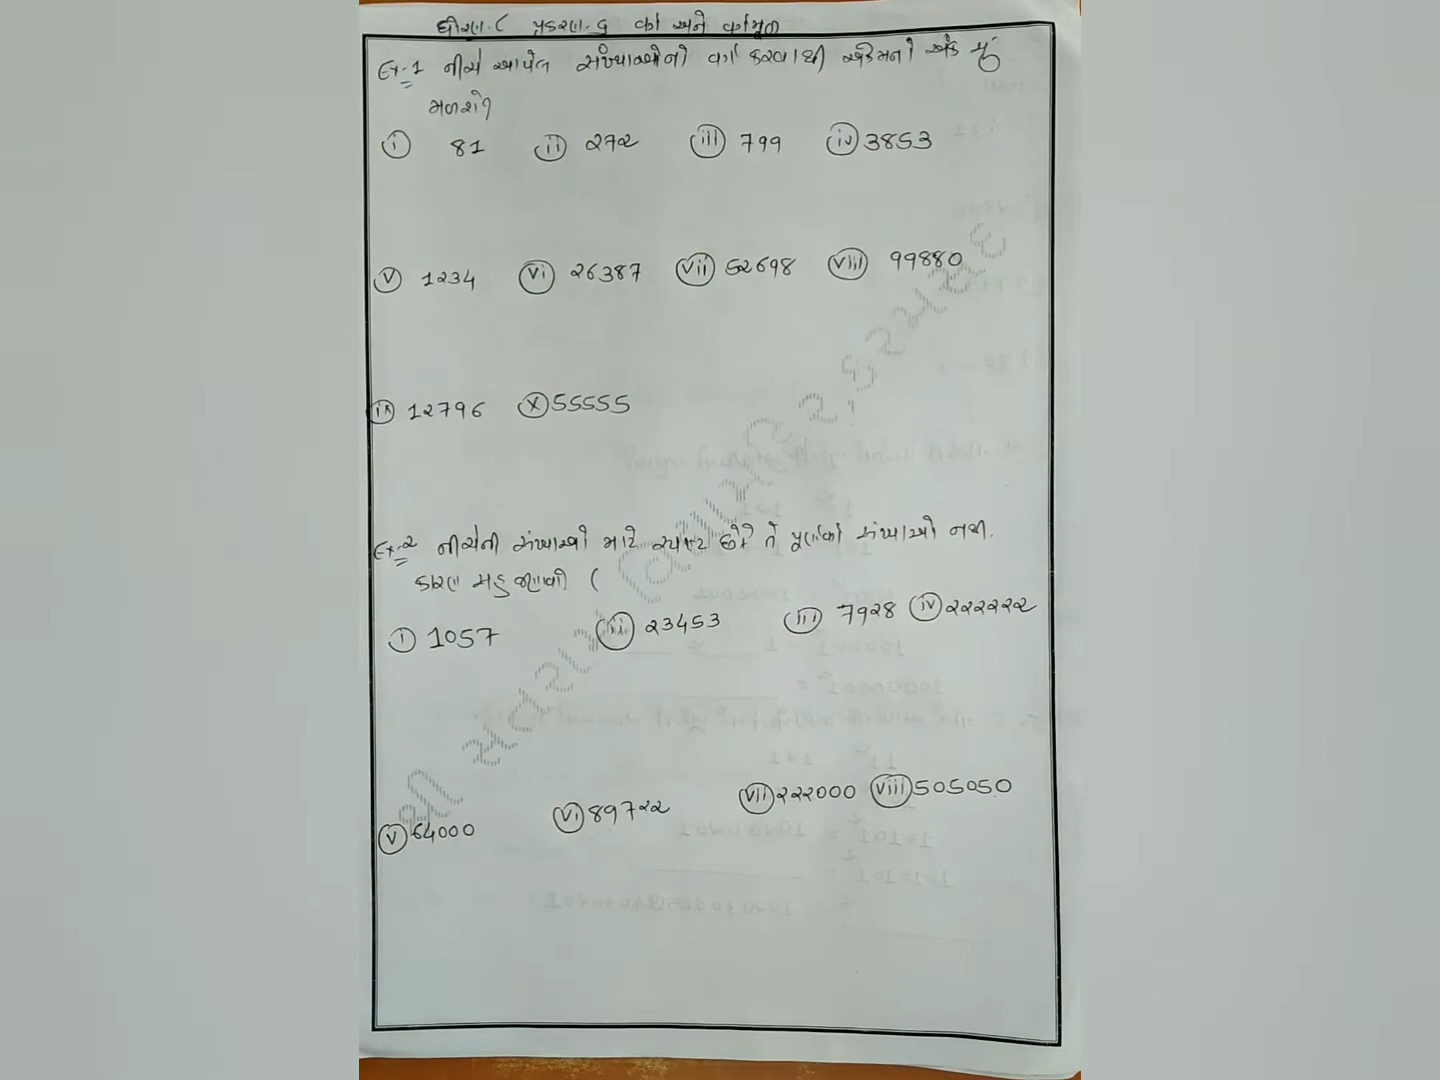 ધોરણ. ૮ પ્રકરણ. ૬ વર્ગ અને વર્ગમૂળ
Ex-1 નીચે આપેલ સંખ્યાઓનો વર્ગ કરવાથી એકમનો અંક શું
મળશે?
i 81 ii 272 iii 799 iv 3853
v 1234 vi 26387 vii 52698 viii 99880
ix 12796 x 55555
Ex-2 નીચેની સંખ્યાઓ માટે સ્પષ્ટ છે કે તે પૂર્ણવર્ગ સંખ્યાઓ નથી.
કારણ સહ જણાવો (
i 1057 ii 23453 iii 7928 iv 222222
v 64000 vi 89722 vii 222000 viii 505050